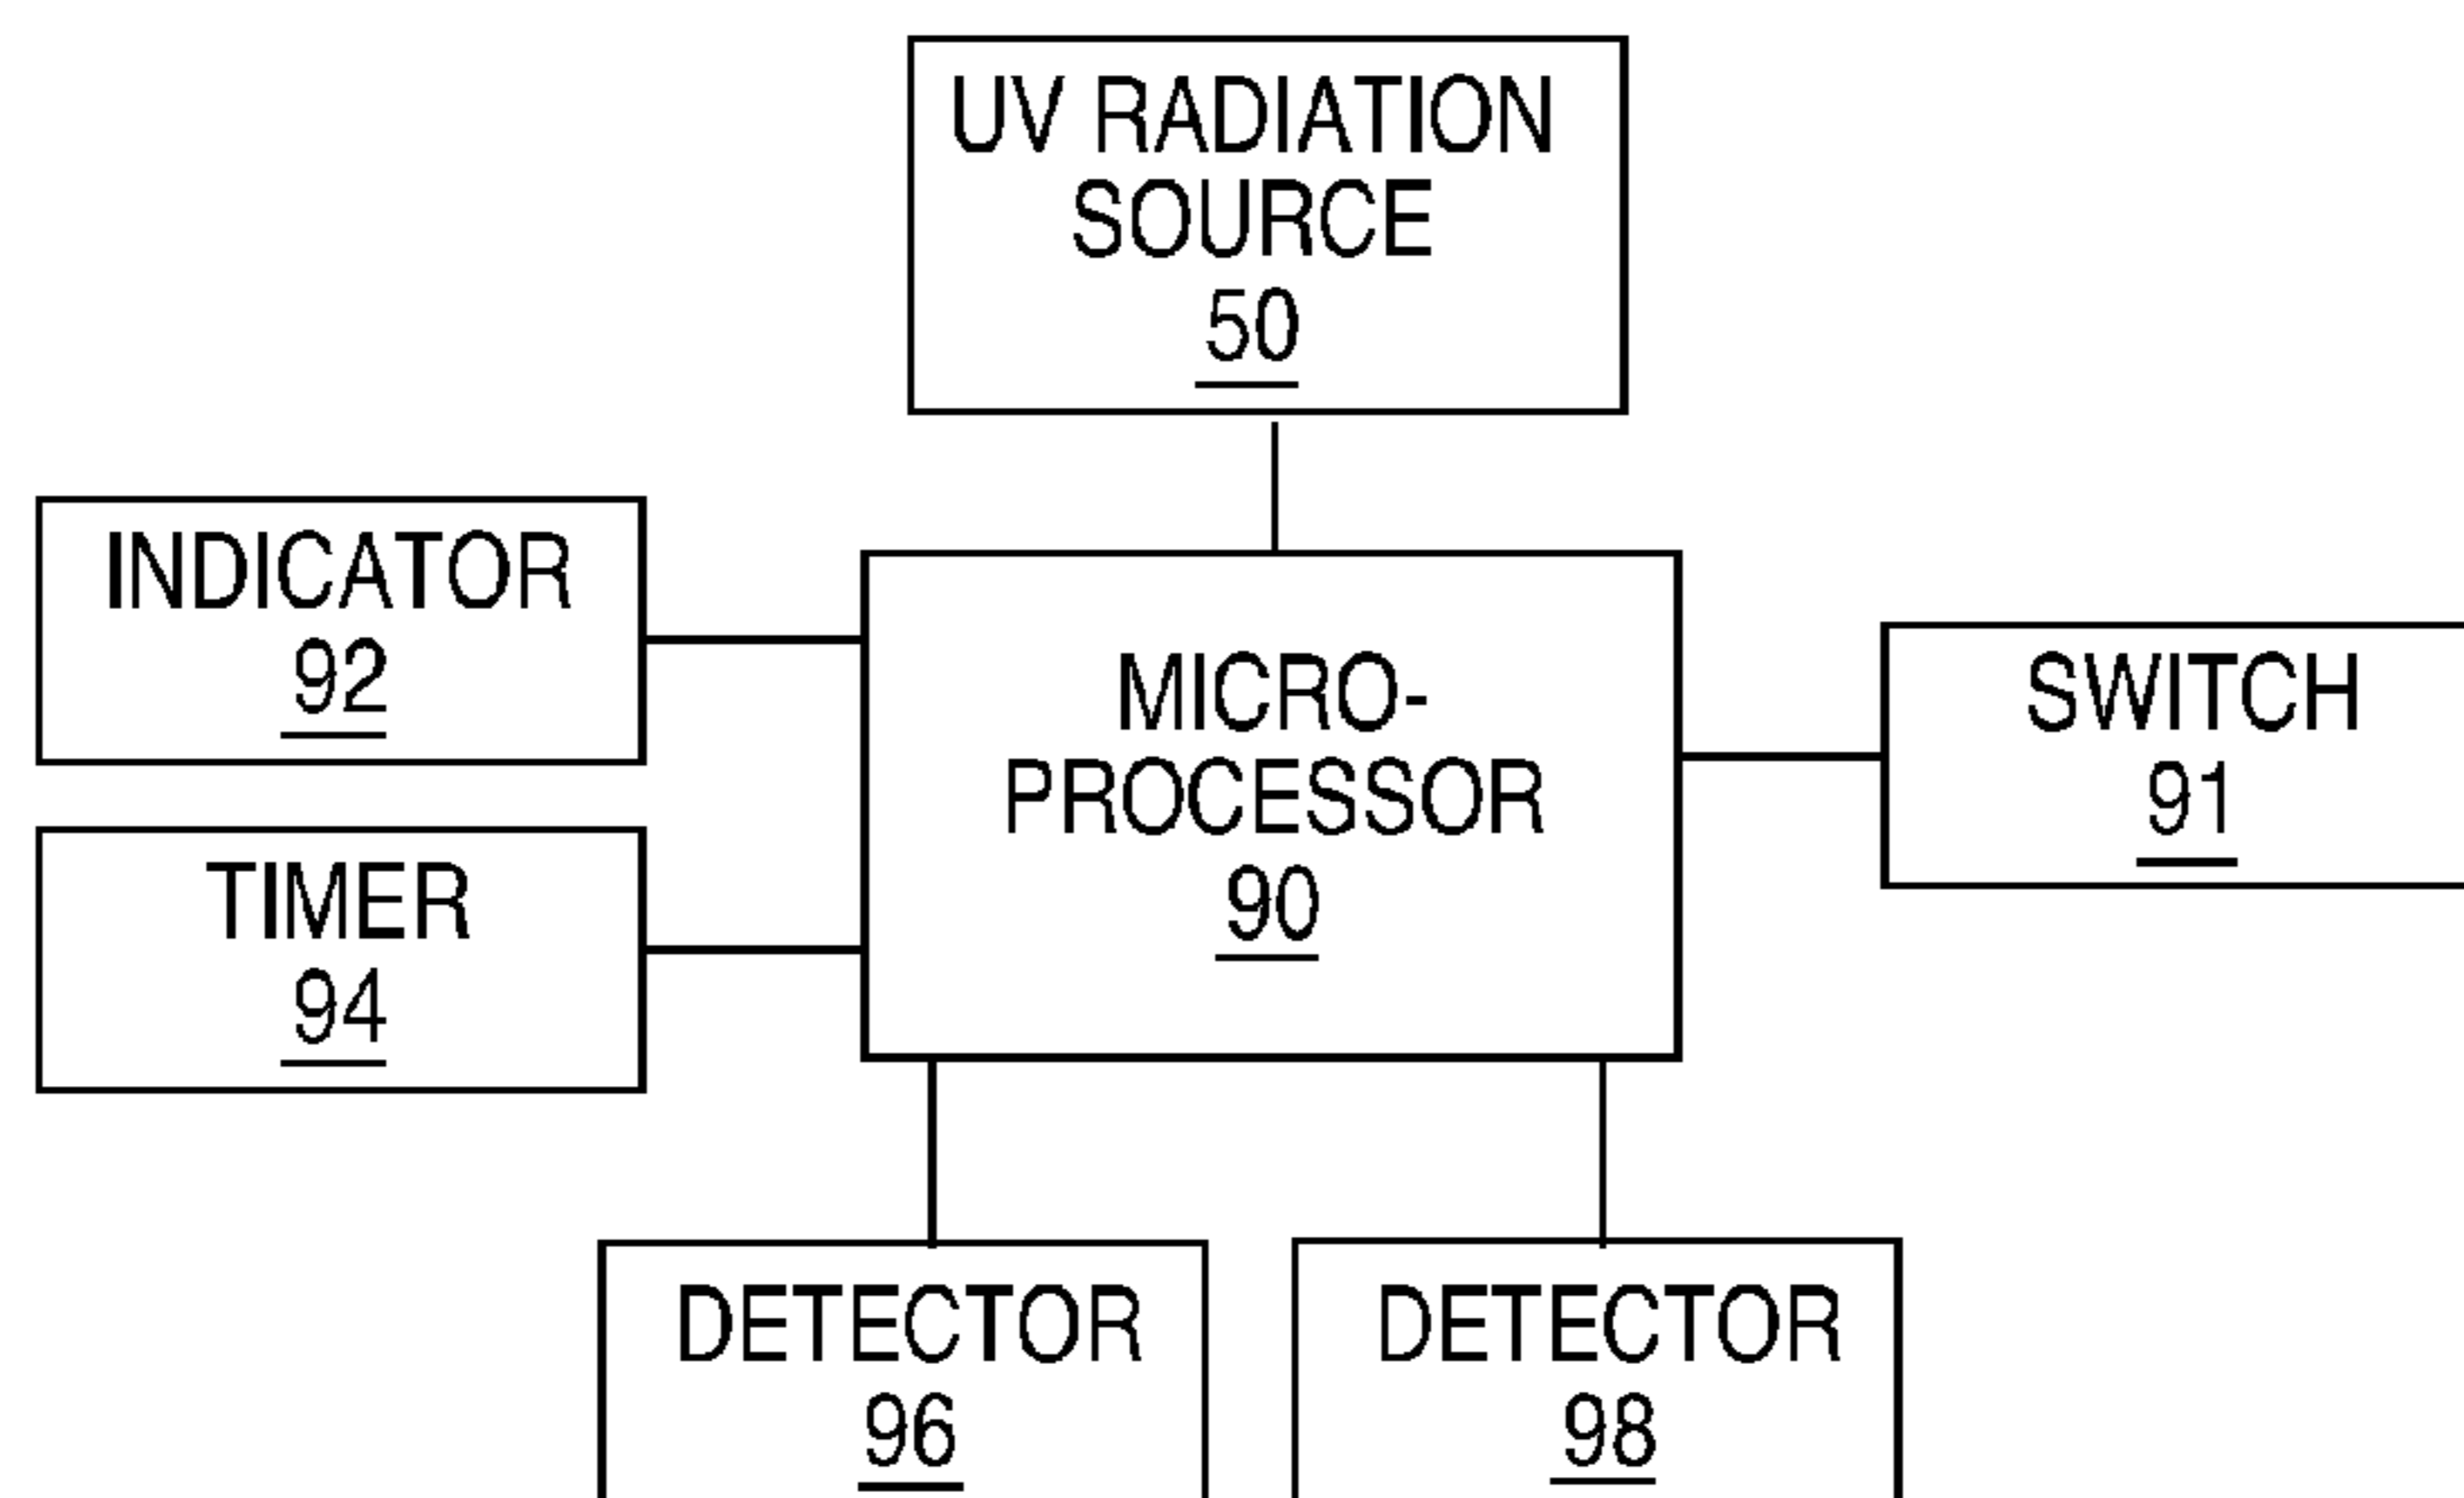 UV RADIATION
SOURCE
50
INDICATOR
92
MICRO-
PROCESSOR
90
SWITCH
91
TIMER
94
DETECTOR
96
DETECTOR
98